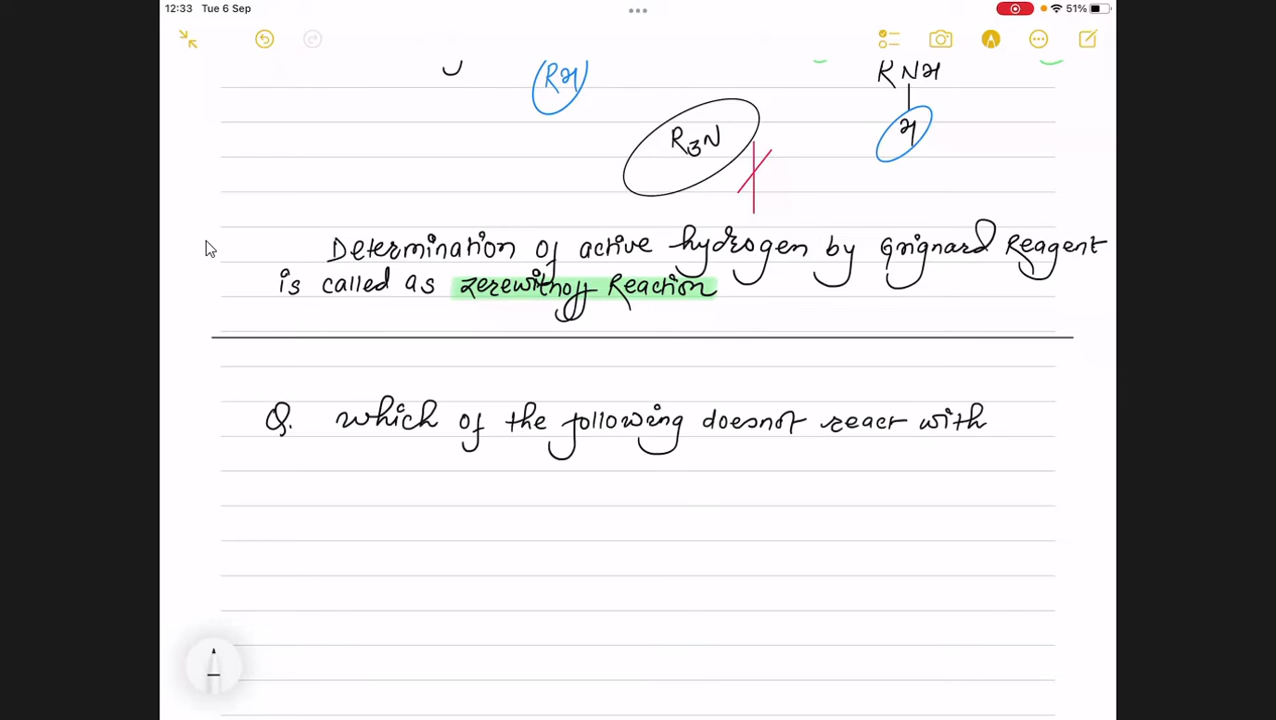 12:33 Tue 6 Sep
51%
RH
RNH
H
R3N
Determination of active hydrogen by Grignard Reagent
is called as zerewithoff Reaction
Q. which of the following doesnot react with